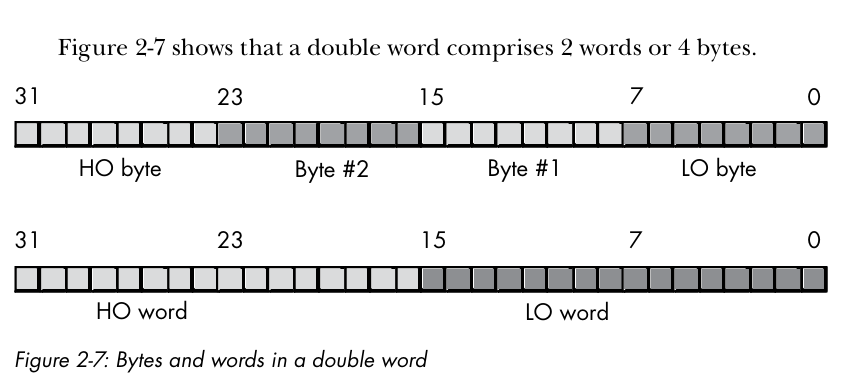 Figure 2-7 shows that a double word comprises 2 words or 4 bytes.
31 23 15 7 0
HO byte Byte #2 Byte #1 LO byte
31 23 15 7 0
HO word LO word
Figure 2-7: Bytes and words in a double word